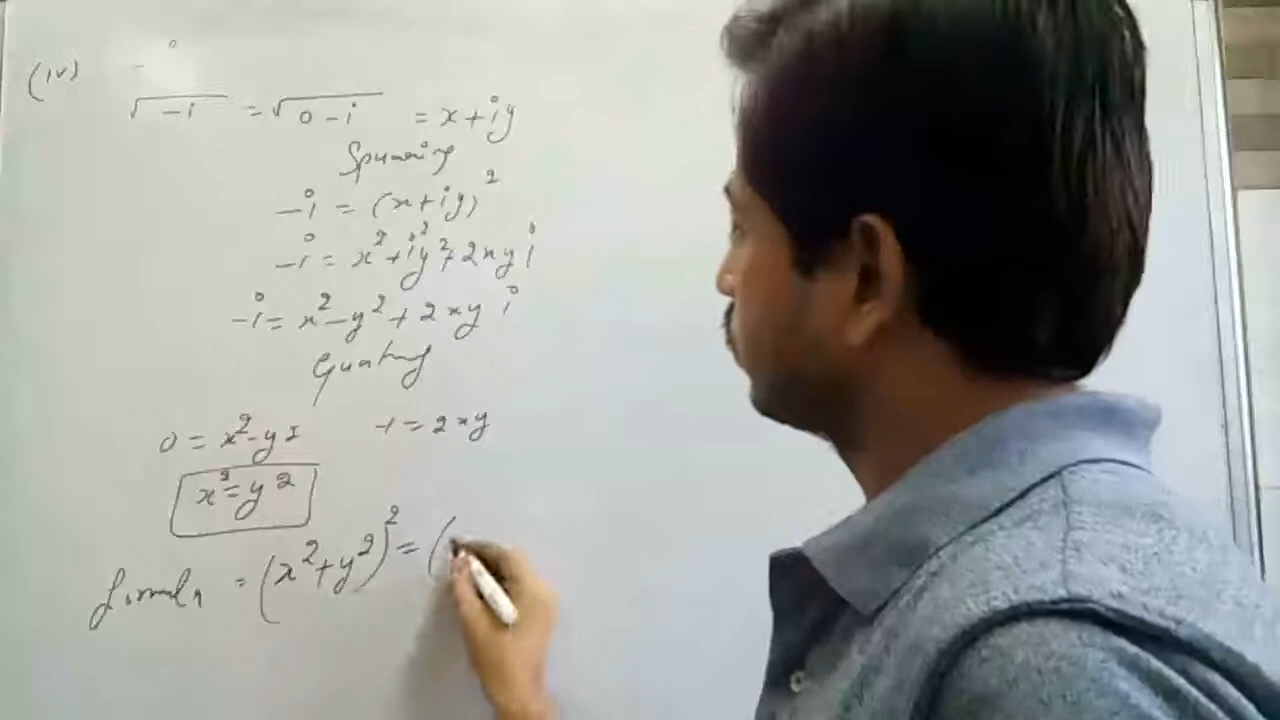 (iv)
√-i = √0-i = x+iy
Squaring
-i = (x+iy)²
-i = x²+i²y²+2xyi
-i = x²-y²+2xyi
Equating
0 = x²-y² -1 = 2xy
x²=y²
formula = (x²+y²)² = (